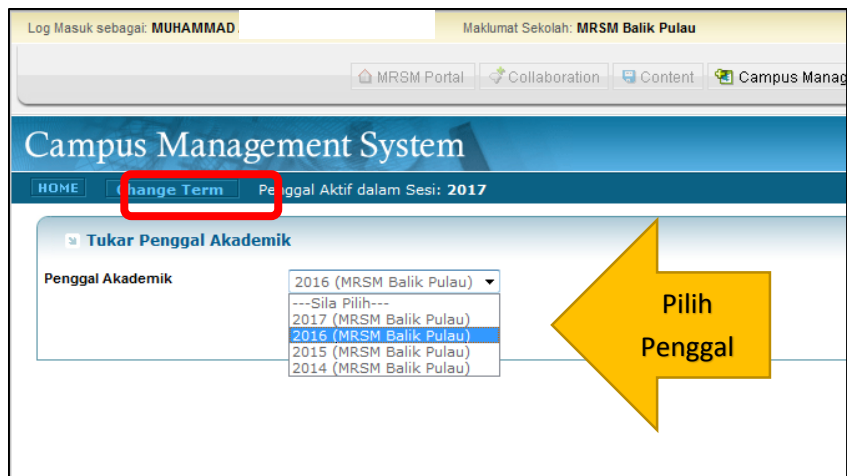 Log Masuk sebagai: MUHAMMAD
Maklumat Sekolah: MRSM Balik Pulau
MRSM Portal
Collaboration
Content
Campus Manag
Campus Management System
HOME
Change Term
Penggal Aktif dalam Sesi: 2017
Tukar Penggal Akademik
Penggal Akademik
2016 (MRSM Balik Pulau)
---Sila Pilih---
2017 (MRSM Balik Pulau)
2016 (MRSM Balik Pulau)
2015 (MRSM Balik Pulau)
2014 (MRSM Balik Pulau)
Pilih
Penggal